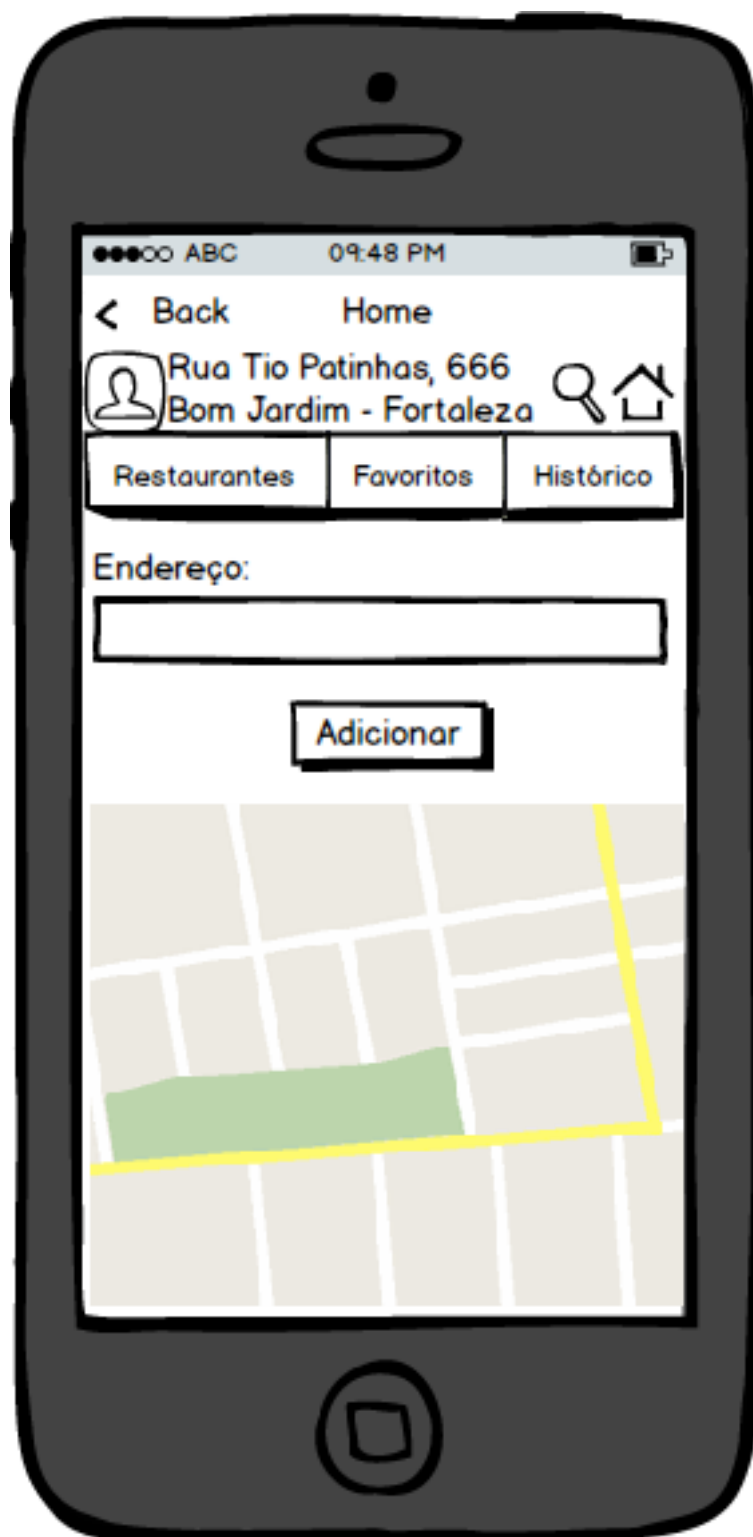 ABC 09:48 PM
Back Home
Rua Tio Patinhas, 666
Bom Jardim - Fortaleza
Restaurantes Favoritos Histórico
Endereço:
Adicionar